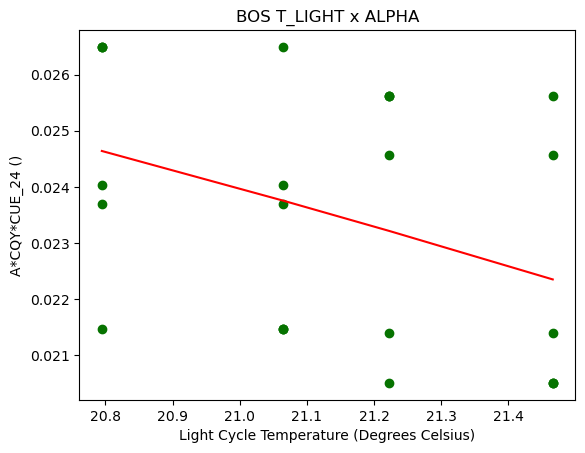 BOS T_LIGHT x ALPHA
0.026
0.025
0.024
0.023
0.022
0.021
A*CQY*CUE_24 ()
20.8 20.9 21.0 21.1 21.2 21.3 21.4
Light Cycle Temperature (Degrees Celsius)